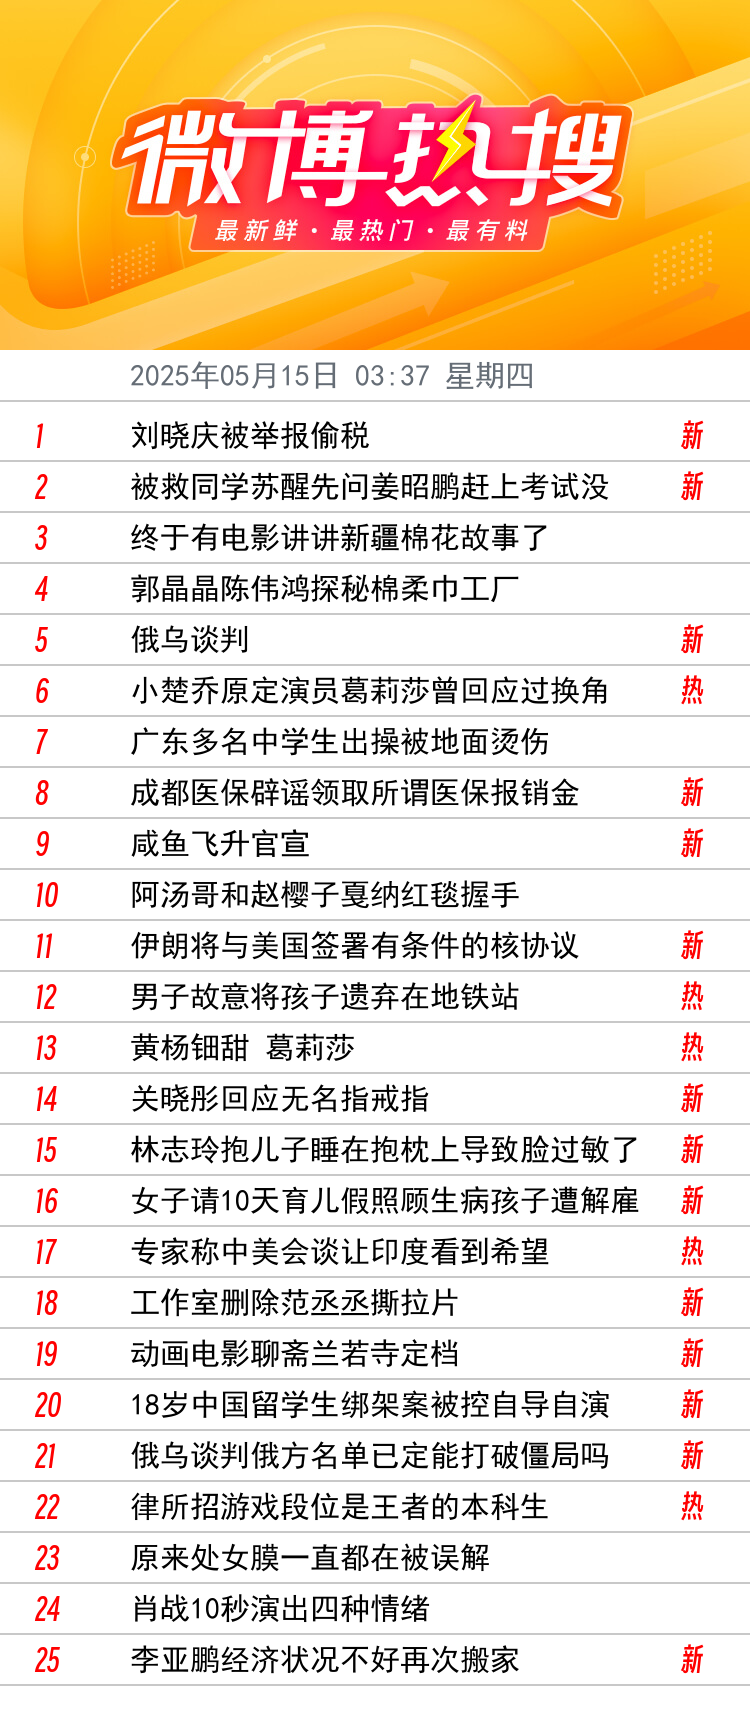 微博热搜
最新鲜·最热门·最有料
2025年05月15日 03:37 星期四
1 刘晓庆被举报偷税 新
2 被救同学苏醒先问姜昭鹏赶上考试没 新
3 终于有电影讲讲新疆棉花故事了
4 郭晶晶陈伟鸿探秘棉柔巾工厂
5 俄乌谈判 新
6 小楚乔原定演员葛莉莎曾回应过换角 热
7 广东多名中学生出操被地面烫伤
8 成都医保辟谣领取所谓医保报销金 新
9 咸鱼飞升官宣 新
10 阿汤哥和赵樱子戛纳红毯握手
11 伊朗将与美国签署有条件的核协议 新
12 男子故意将孩子遗弃在地铁站 热
13 黄杨钿甜 葛莉莎 热
14 关晓彤回应无名指戒指 新
15 林志玲抱儿子睡在抱枕上导致脸过敏了 新
16 女子请10天育儿假照顾生病孩子遭解雇 新
17 专家称中美会谈让印度看到希望 热
18 工作室删除范丞丞撕拉片 新
19 动画电影聊斋兰若寺定档 新
20 18岁中国留学生绑架案被控自导自演 新
21 俄乌谈判俄方名单已定能打破僵局吗 新
22 律所招游戏段位是王者的本科生 热
23 原来处女膜一直都在被误解
24 肖战10秒演出四种情绪
25 李亚鹏经济状况不好再次搬家 新